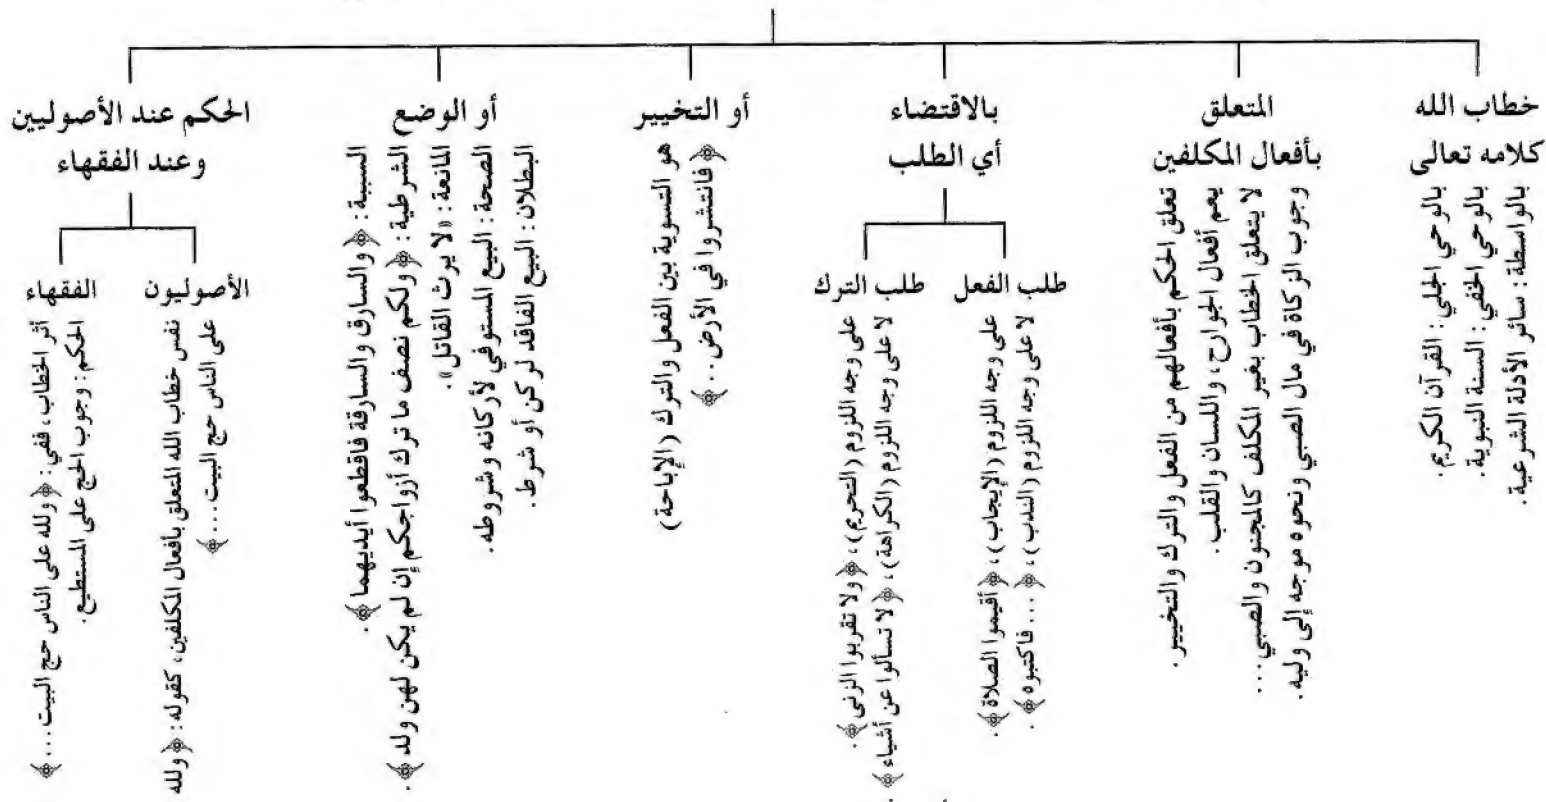 خطاب الله
كلامه تعالى
بالوحي الجلي: القرآن الكريم.
بالوحي الخفي: السنة النبوية.
بالواسطة: سائر الأدلة الشرعية.
المتعلق
بأفعال المكلفين
تعلق الحكم بأفعالهم من الفعل والترك والتخيير.
يعم أفعال الجوارح، واللسان والقلب.
لا يتعلق الخطاب بغير المكلف كالمجنون والصبي...
وجوب الزكاة في مال الصبي ونحوه موجه إلى وليه.
بالاقتضاء
أي الطلب
طلب الفعل
على وجه اللزوم (الإيجاب)، ﴿أقيموا الصلاة﴾.
لا على وجه اللزوم (الندب)، ﴿... فاكتبوه﴾.
طلب الترك
على وجه اللزوم (التحريم)، ﴿ولا تقربوا الزنى﴾.
لا على وجه اللزوم (الكراهة)، ﴿لا تسألوا عن أشياء﴾.
أو التخيير
هو التسوية بين الفعل والترك (الإباحة)
﴿فانتشروا في الأرض...﴾
أو الوضع
السببية: ﴿والسارق والسارقة فاقطعوا أيديهما﴾.
الشرطية: ﴿ولكم نصف ما ترك أزواجكم إن لم يكن لهن ولد﴾.
المانعة: «لا يرث القاتل».
الصحة: البيع المستوفي لأركانه وشروطه.
البطلان: البيع الفاقد لركن أو شرط.
الحكم عند الأصوليين
وعند الفقهاء
الأصوليون
نفس خطاب الله المتعلق بأفعال المكلفين، كقوله: ﴿ولله
على الناس حج البيت...﴾
الفقهاء
أثر الخطاب، ففي: ﴿ولله على الناس حج البيت...﴾
الحكم: وجوب الحج على المستطيع.